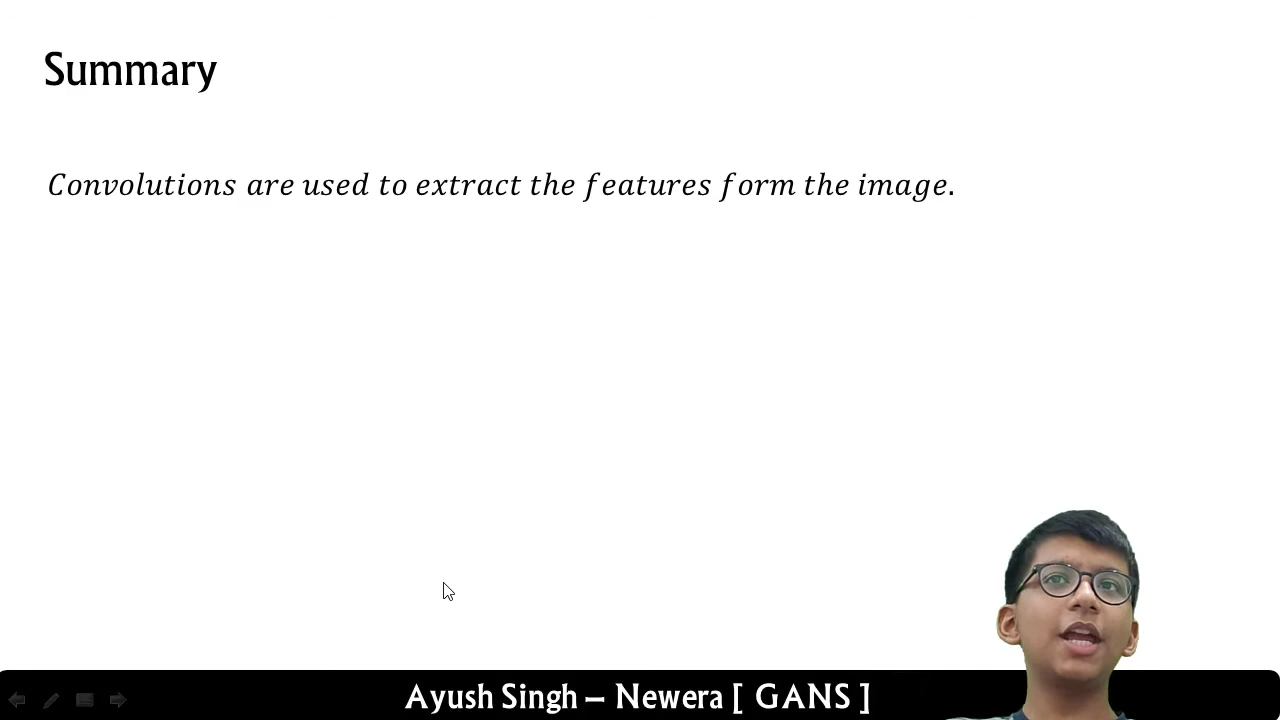 Summary
Convolutions are used to extract the features form the image.
Ayush Singh – Newera [ GANS ]